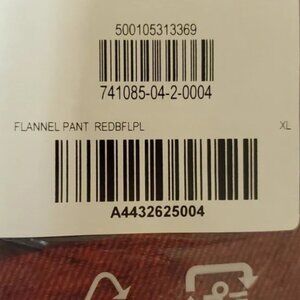 500105313369
741085-04-2-0004
FLANNEL PANT REDBFLPL XL
A4432625004